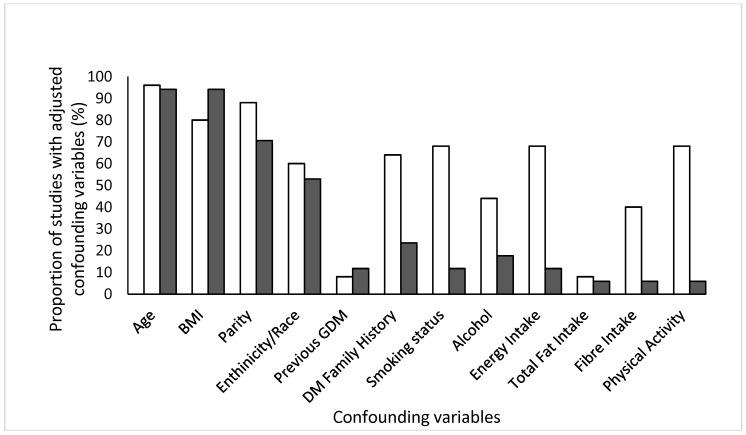 Proportion of studies with adjusted
confounding variables (%)
100
90
80
70
60
50
40
30
20
10
0
Age
BMI
Parity
Enthinicity/Race
Previous GDM
DM Family History
Smoking status
Alcohol
Energy Intake
Total Fat Intake
Fibre Intake
Physical Activity
Confounding variables